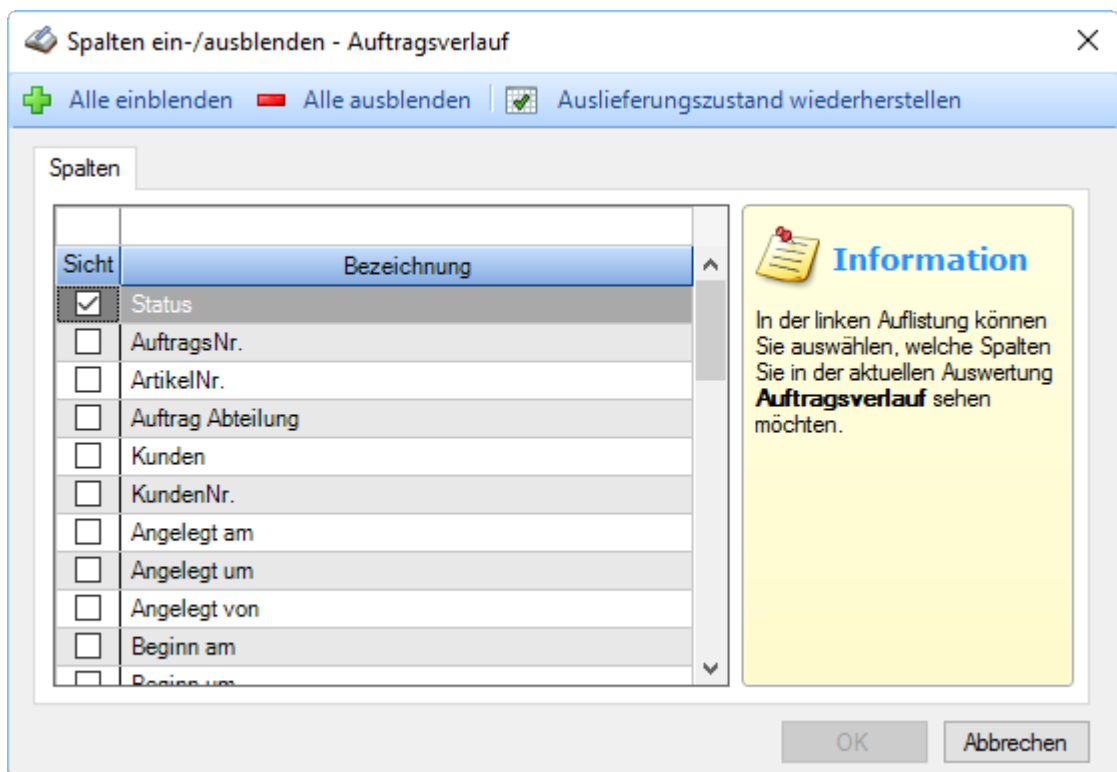 Spalten ein-/ausblenden - Auftragsverlauf
Alle einblenden Alle ausblenden Auslieferungszustand wiederherstellen
Spalten
Sicht Bezeichnung
Status
AuftragsNr.
ArtikelNr.
Auftrag Abteilung
Kunden
KundenNr.
Angelegt am
Angelegt um
Angelegt von
Beginn am
Beginn um
Information
In der linken Auflistung können
Sie auswählen, welche Spalten
Sie in der aktuellen Auswertung
Auftragsverlauf sehen
möchten.
OK Abbrechen